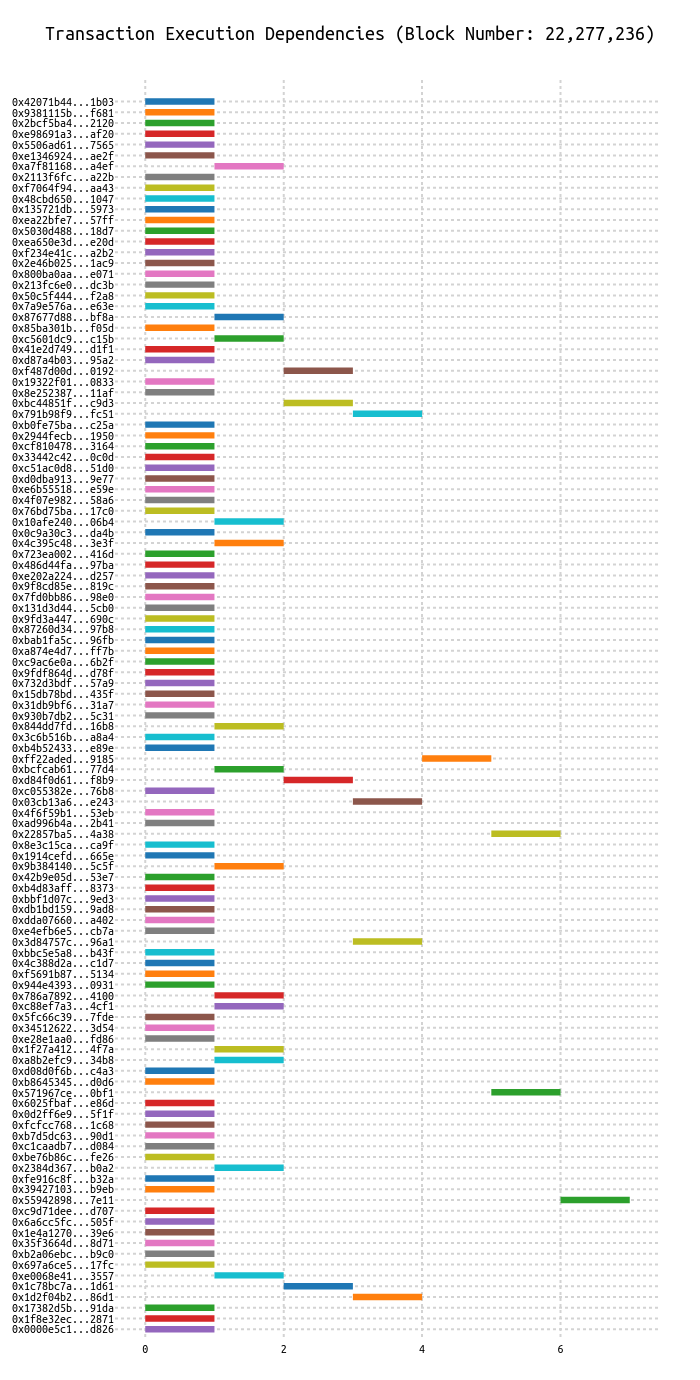 Transaction Execution Dependencies (Block Number: 22,277,236)
0x42071b44...1b03
0x9381115b...f681
0x2bcf5ba4...2120
0xe98691a3...af20
0x5506ad61...7565
0xe1346924...ae2f
0xa7f81168...a4ef
0x2113f6fc...a22b
0xf7064f94...aa43
0x48cbd650...1047
0x135721db...5973
0xea22bfe7...57ff
0x5030d488...18d7
0xea650e3d...e20d
0xf234e41c...a2b2
0x2e46b025...1ac9
0x800ba0aa...e071
0x213fc6e0...dc3b
0x50c5f444...f2a8
0x7a9e576a...e63e
0x87677d88...bf8a
0x85ba301b...f05d
0xc5601dc9...c15b
0x41e2d749...d1f1
0xd87a4b03...95a2
0xf487d00d...0192
0x19322f01...0833
0x8e252387...11af
0xbc44851f...c9d3
0x791b98f9...fc51
0xb0fe75ba...c25a
0x2944fecb...1950
0xcf810478...3164
0x33442c42...0c0d
0xc51ac0d8...51d0
0xd0dba913...9e77
0xe6b55518...e59e
0x4f07e982...58a6
0x76bd75ba...17c0
0x10afe240...06b4
0x0c9a30c3...da4b
0x4c395c48...3e3f
0x723ea002...416d
0x486d44fa...97ba
0xe202a224...d257
0x9f8cd85e...819c
0x7fd0bb86...98e0
0x131d3d44...5cb0
0x9fd3a447...690c
0x87260d34...97b8
0xbab1fa5c...96fb
0xa874e4d7...ff7b
0xc9ac6e0a...6b2f
0x9fdf864d...d78f
0x732d3bdf...57a9
0x15db78bd...435f
0x31db9bf6...31a7
0x930b7db2...5c31
0x844dd7fd...16b8
0x3c6b516b...a8a4
0xb4b52433...e89e
0xff22aded...9185
0xbcfcab61...77d4
0xd84f0d61...f8b9
0xc055382e...76b8
0x03cb13a6...e243
0x4f6f59b1...53eb
0xad996b4a...2b41
0x22857ba5...4a38
0x8e3c15ca...ca9f
0x1914cefd...665e
0x9b384140...5c5f
0x42b9e05d...53e7
0xb4d83aff...8373
0xbbf1d07c...9ed3
0xdb1bd159...9ad8
0xdda07660...a402
0xe4efb6e5...cb7a
0x3d84757c...96a1
0xbbc5e5a8...b43f
0x4c388d2a...c1d7
0xf5691b87...5134
0x944e4393...0931
0x786a7892...4100
0xc88ef7a3...4cf1
0x5fc66c39...7fde
0x34512622...3d54
0xe28e1aa0...fd86
0x1f27a412...4f7a
0xa8b2efc9...34b8
0xd08d0f6b...c4a3
0xb8645345...d0d6
0x571967ce...0bf1
0x6025fbaf...e86d
0x0d2ff6e9...5f1f
0xfcfcc768...1c68
0xb7d5dc63...90d1
0xc1caadb7...d084
0xbe76b86c...fe26
0x2384d367...b0a2
0xfe916c8f...b32a
0x39427103...b9eb
0x55942898...7e11
0xc9d71dee...d707
0x6a6cc5fc...505f
0x1e4a1270...39e6
0x35f3664d...8d71
0xb2a06ebc...b9c0
0x697a6ce5...17fc
0xe0068e41...3557
0x1c78bc7a...1d61
0x1d2f04b2...86d1
0x17382d5b...91da
0x1f8e32ec...2871
0x0000e5c1...d826
0 2 4 6